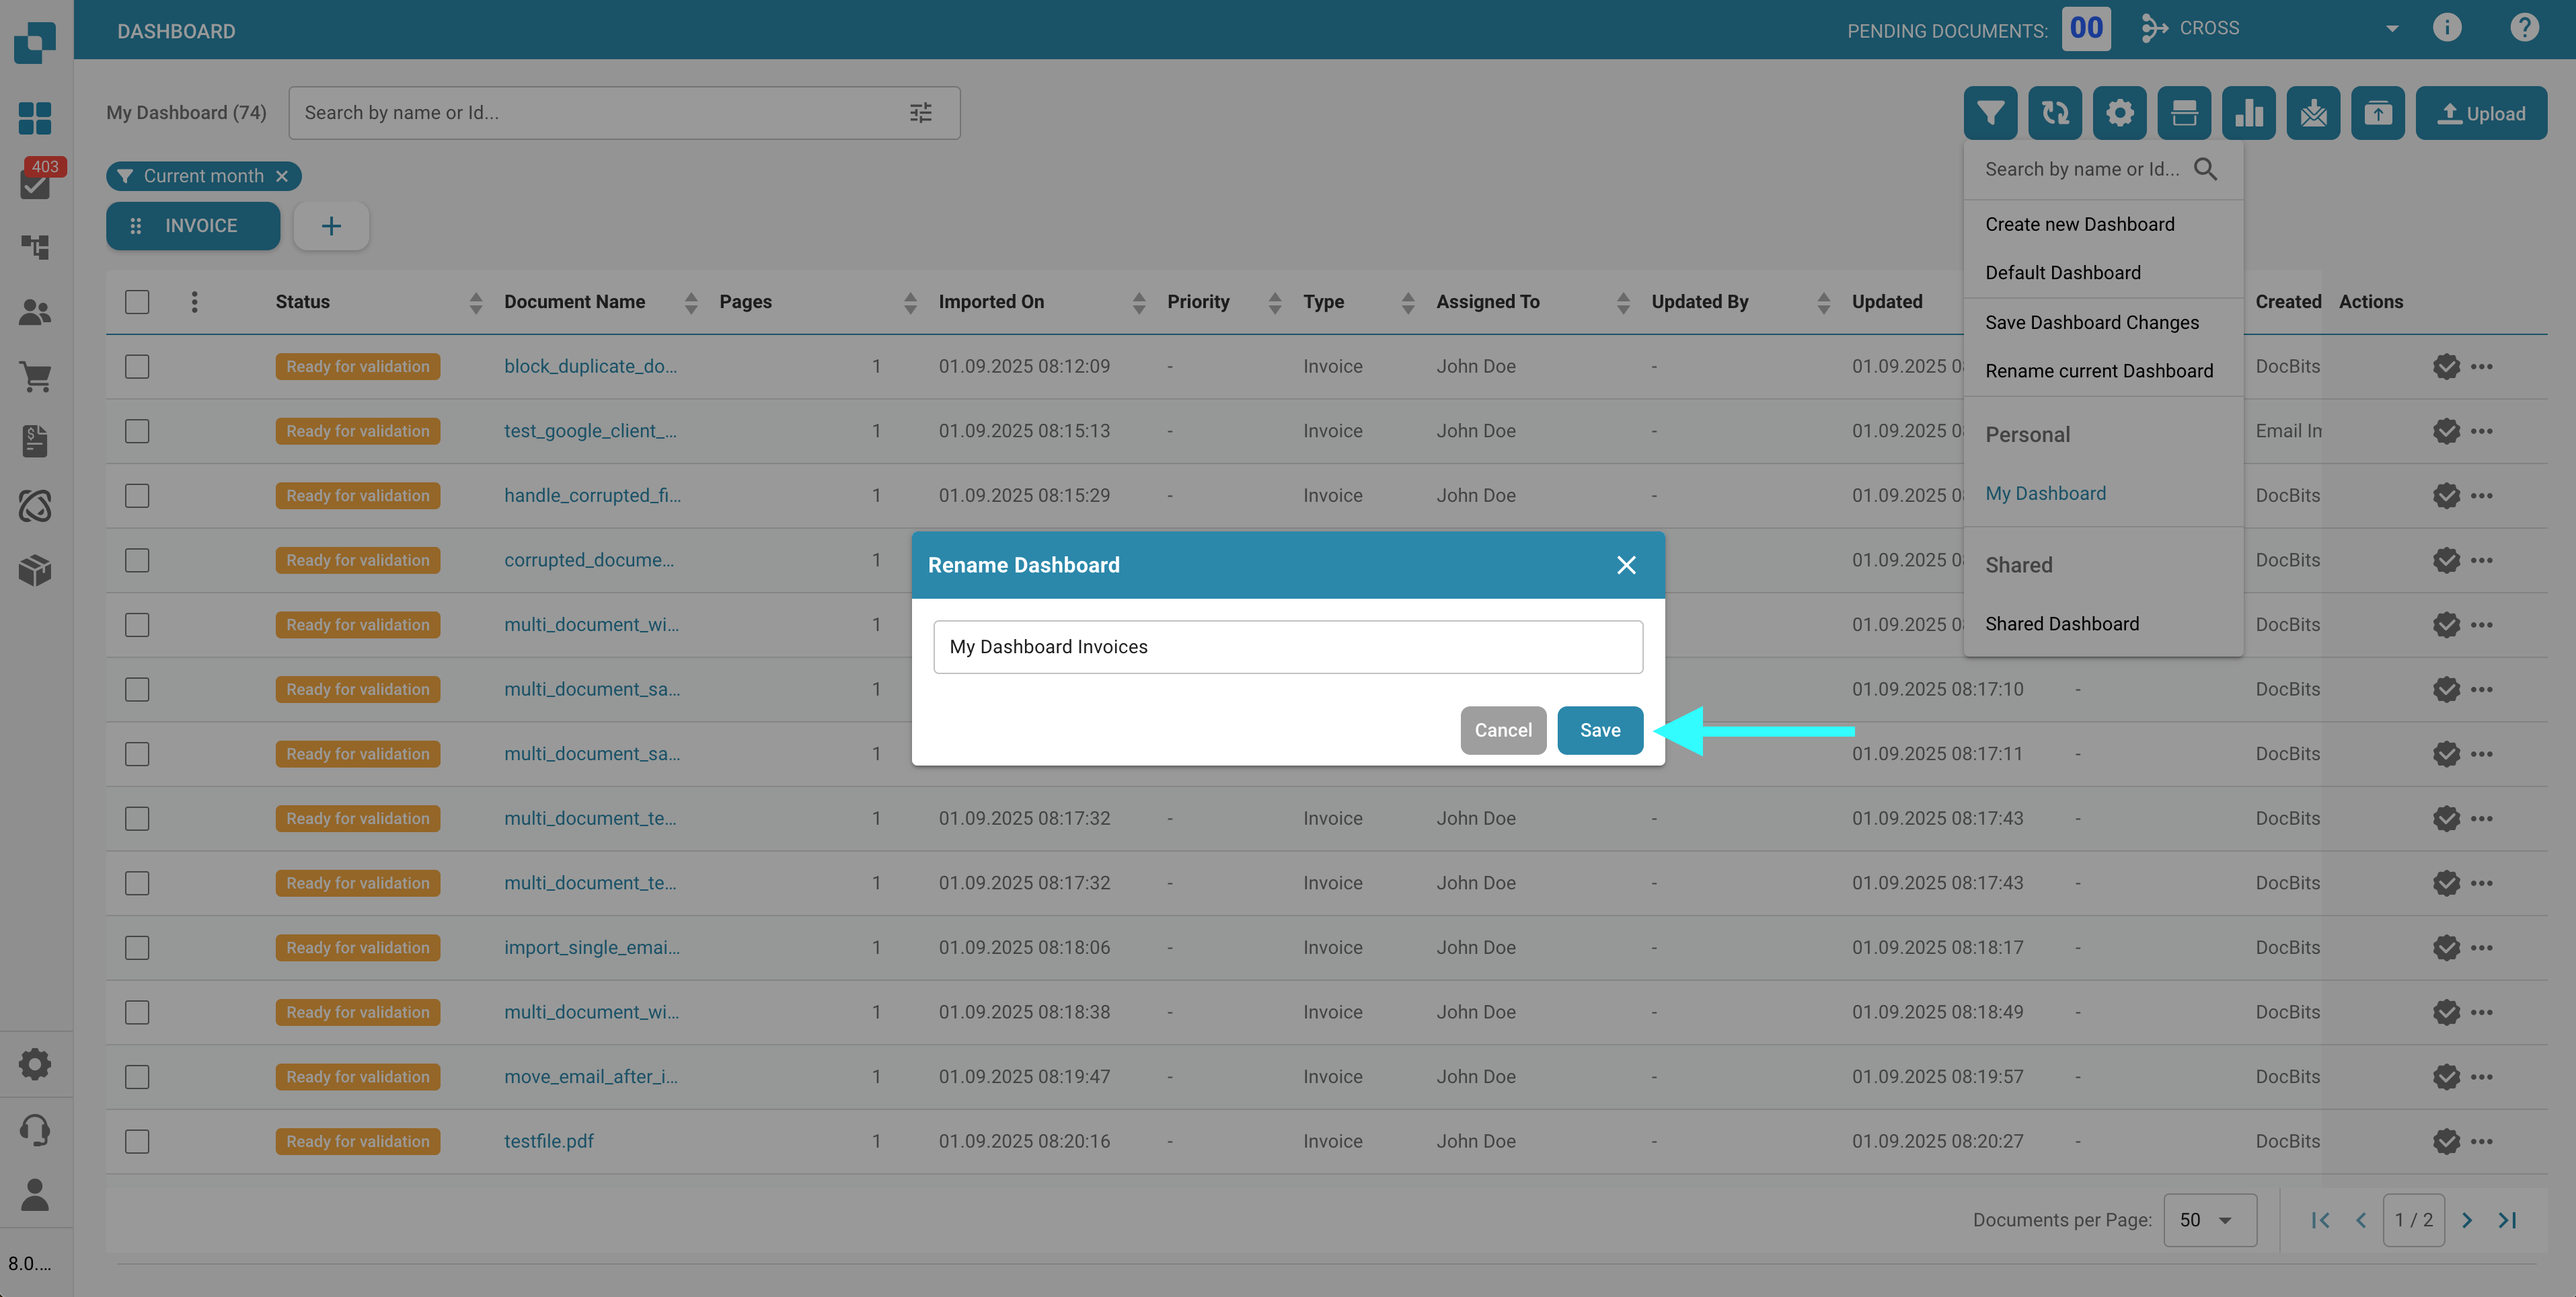 DASHBOARD
PENDING DOCUMENTS: 00 CROSS
My Dashboard (74)
Search by name or Id...
Upload
403
Current month
INVOICE
Search by name or Id...
Create new Dashboard
Default Dashboard
Save Dashboard Changes
Rename current Dashboard
Personal
My Dashboard
Shared
Shared Dashboard
Status Document Name Pages Imported On Priority Type Assigned To Updated By Updated Created Actions
Ready for validation block_duplicate_do... 1 01.09.2025 08:12:09 - Invoice John Doe - 01.09.2025 0 DocBits
Ready for validation test_google_client_... 1 01.09.2025 08:15:13 - Invoice John Doe - 01.09.2025 0 Email Im
Ready for validation handle_corrupted_fi... 1 01.09.2025 08:15:29 - Invoice John Doe - 01.09.2025 0 DocBits
Ready for validation corrupted_docume... 1 01.09.2025 0 DocBits
Ready for validation multi_document_wi... 1 01.09.2025 0 DocBits
Ready for validation multi_document_sa... 1 01.09.2025 08:17:10 - DocBits
Ready for validation multi_document_sa... 1 01.09.2025 08:17:11 - DocBits
Ready for validation multi_document_te... 1 01.09.2025 08:17:32 - Invoice John Doe - 01.09.2025 08:17:43 - DocBits
Ready for validation multi_document_te... 1 01.09.2025 08:17:32 - Invoice John Doe - 01.09.2025 08:17:43 - DocBits
Ready for validation import_single_emai... 1 01.09.2025 08:18:06 - Invoice John Doe - 01.09.2025 08:18:17 - DocBits
Ready for validation multi_document_wi... 1 01.09.2025 08:18:38 - Invoice John Doe - 01.09.2025 08:18:49 - DocBits
Ready for validation move_email_after_i... 1 01.09.2025 08:19:47 - Invoice John Doe - 01.09.2025 08:19:57 - DocBits
Ready for validation testfile.pdf 1 01.09.2025 08:20:16 - Invoice John Doe - 01.09.2025 08:20:27 - DocBits
Rename Dashboard
My Dashboard Invoices
Cancel Save
Documents per Page: 50 1 / 2
8.0....